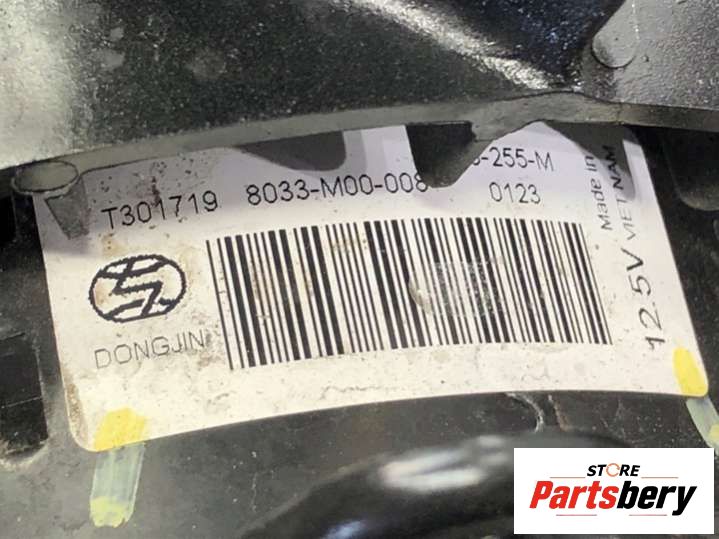 -255-M
T301719 8033-M00-008 0123
DONGJIN
12.5V
Made in
VIETNAM
STORE
Partsbery